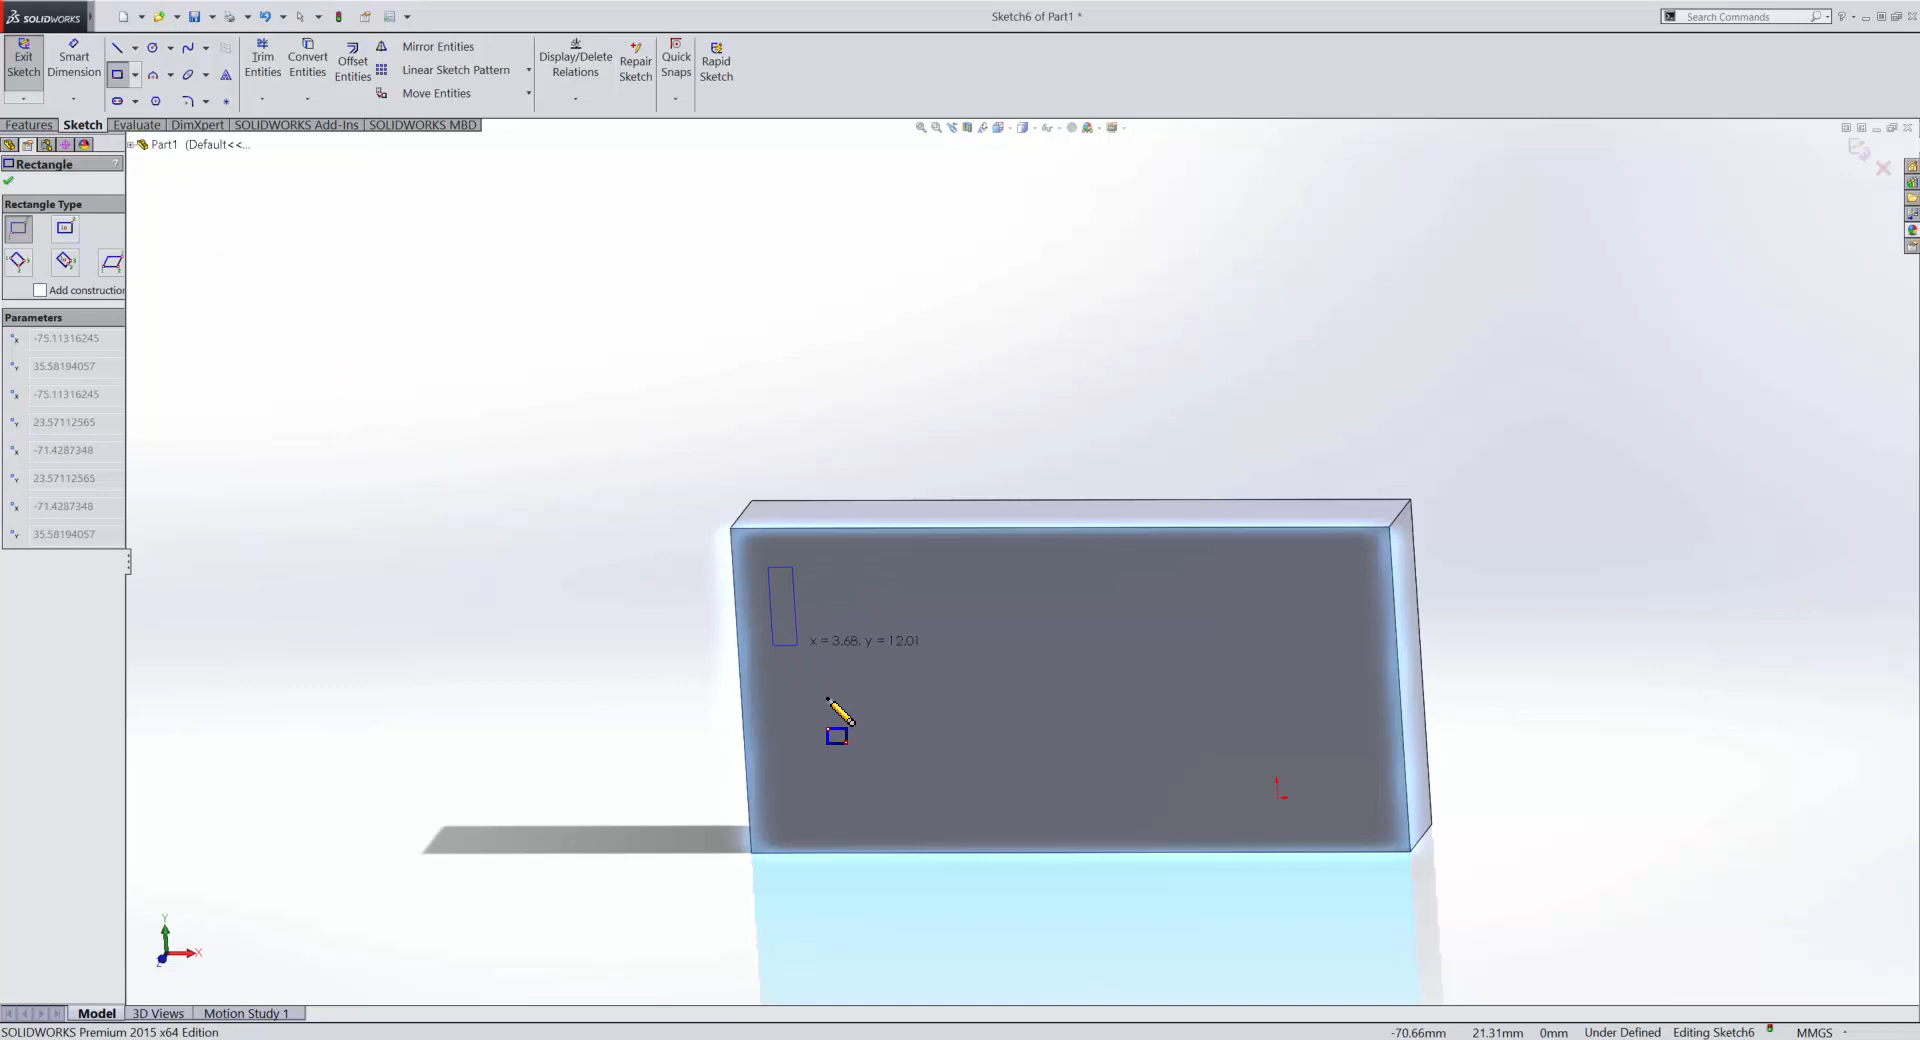 SOLIDWORKS
Sketch6 of Part1 *
Search Commands
Exit Sketch
Smart Dimension
Trim Entities
Convert Entities
Offset Entities
Mirror Entities
Linear Sketch Pattern
Move Entities
Display/Delete Relations
Repair Sketch
Quick Snaps
Rapid Sketch
Features Sketch Evaluate DimXpert SOLIDWORKS Add-Ins SOLIDWORKS MBD
Part1 (Default<<...
Rectangle ?
Rectangle Type
Add construction
Parameters
x -75.11316245
Y 35.58194057
x -75.11316245
Y 23.57112565
x -71.4287348
Y 23.57112565
x -71.4287348
Y 35.58194057
x = 3.68, y = 12.01
Y
X
Z
Model 3D Views Motion Study 1
SOLIDWORKS Premium 2015 x64 Edition
-70.66mm 21.31mm 0mm Under Defined Editing Sketch6 MMGS